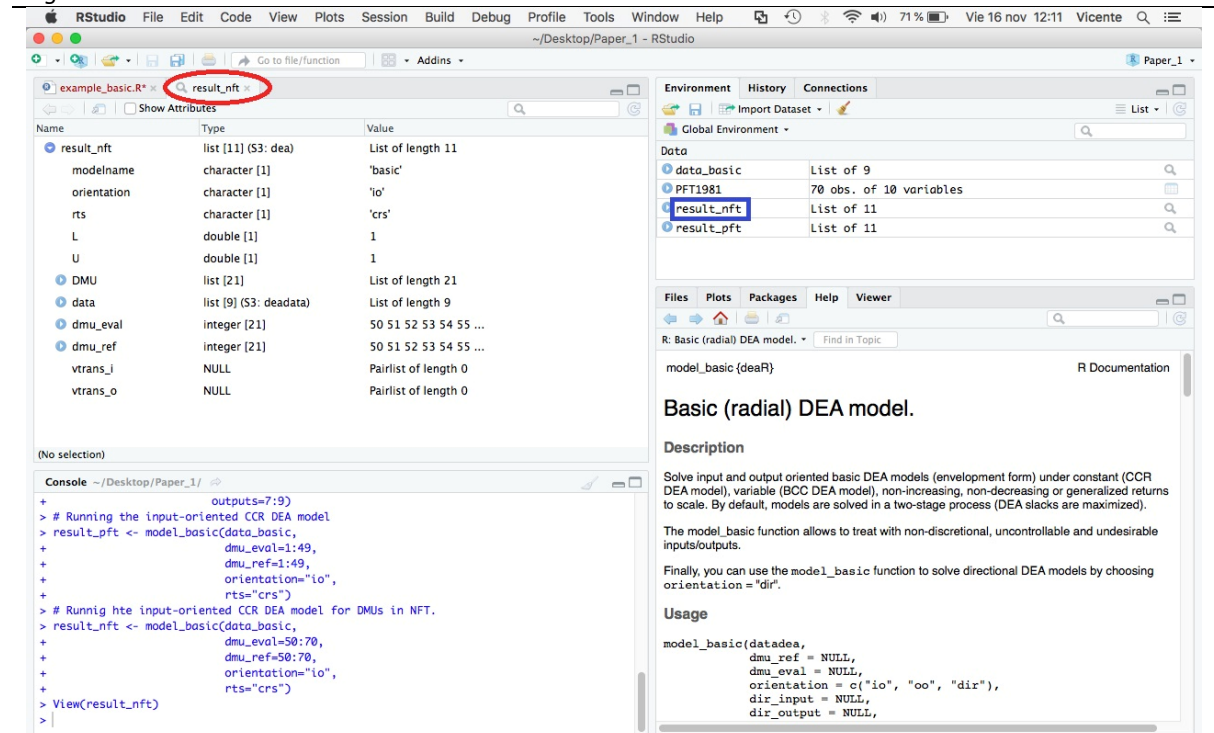 RStudio File Edit Code View Plots Session Build Debug Profile Tools Window Help 71% Vie 16 nov 12:11 Vicente
~/Desktop/Paper_1 - RStudio
Go to file/function Addins Paper_1
example_basic.R* result_nft
Show Attributes
Name Type Value
result_nft list [11] (S3: dea) List of length 11
modelname character [1] 'basic'
orientation character [1] 'io'
rts character [1] 'crs'
L double [1] 1
U double [1] 1
DMU list [21] List of length 21
data list [9] (S3: deadata) List of length 9
dmu_eval integer [21] 50 51 52 53 54 55 ...
dmu_ref integer [21] 50 51 52 53 54 55 ...
vtrans_i NULL Pairlist of length 0
vtrans_o NULL Pairlist of length 0
(No selection)
Console ~/Desktop/Paper_1/
+ outputs=7:9)
> # Running the input-oriented CCR DEA model
> result_pft <- model_basic(data_basic,
+ dmu_eval=1:49,
+ dmu_ref=1:49,
+ orientation="io",
+ rts="crs")
> # Runnig hte input-oriented CCR DEA model for DMUs in NFT.
> result_nft <- model_basic(data_basic,
+ dmu_eval=50:70,
+ dmu_ref=50:70,
+ orientation="io",
+ rts="crs")
> View(result_nft)
>
Environment History Connections
Import Dataset List
Global Environment
Data
data_basic List of 9
PFT1981 70 obs. of 10 variables
result_nft List of 11
result_pft List of 11
Files Plots Packages Help Viewer
R: Basic (radial) DEA model. Find in Topic
model_basic {deaR} R Documentation
Basic (radial) DEA model.
Description
Solve input and output oriented basic DEA models (envelopment form) under constant (CCR
DEA model), variable (BCC DEA model), non-increasing, non-decreasing or generalized returns
to scale. By default, models are solved in a two-stage process (DEA slacks are maximized).
The model_basic function allows to treat with non-discretional, uncontrollable and undesirable
inputs/outputs.
Finally, you can use the model_basic function to solve directional DEA models by choosing
orientation = "dir".
Usage
model_basic(datadea,
dmu_ref = NULL,
dmu_eval = NULL,
orientation = c("io", "oo", "dir"),
dir_input = NULL,
dir_output = NULL,